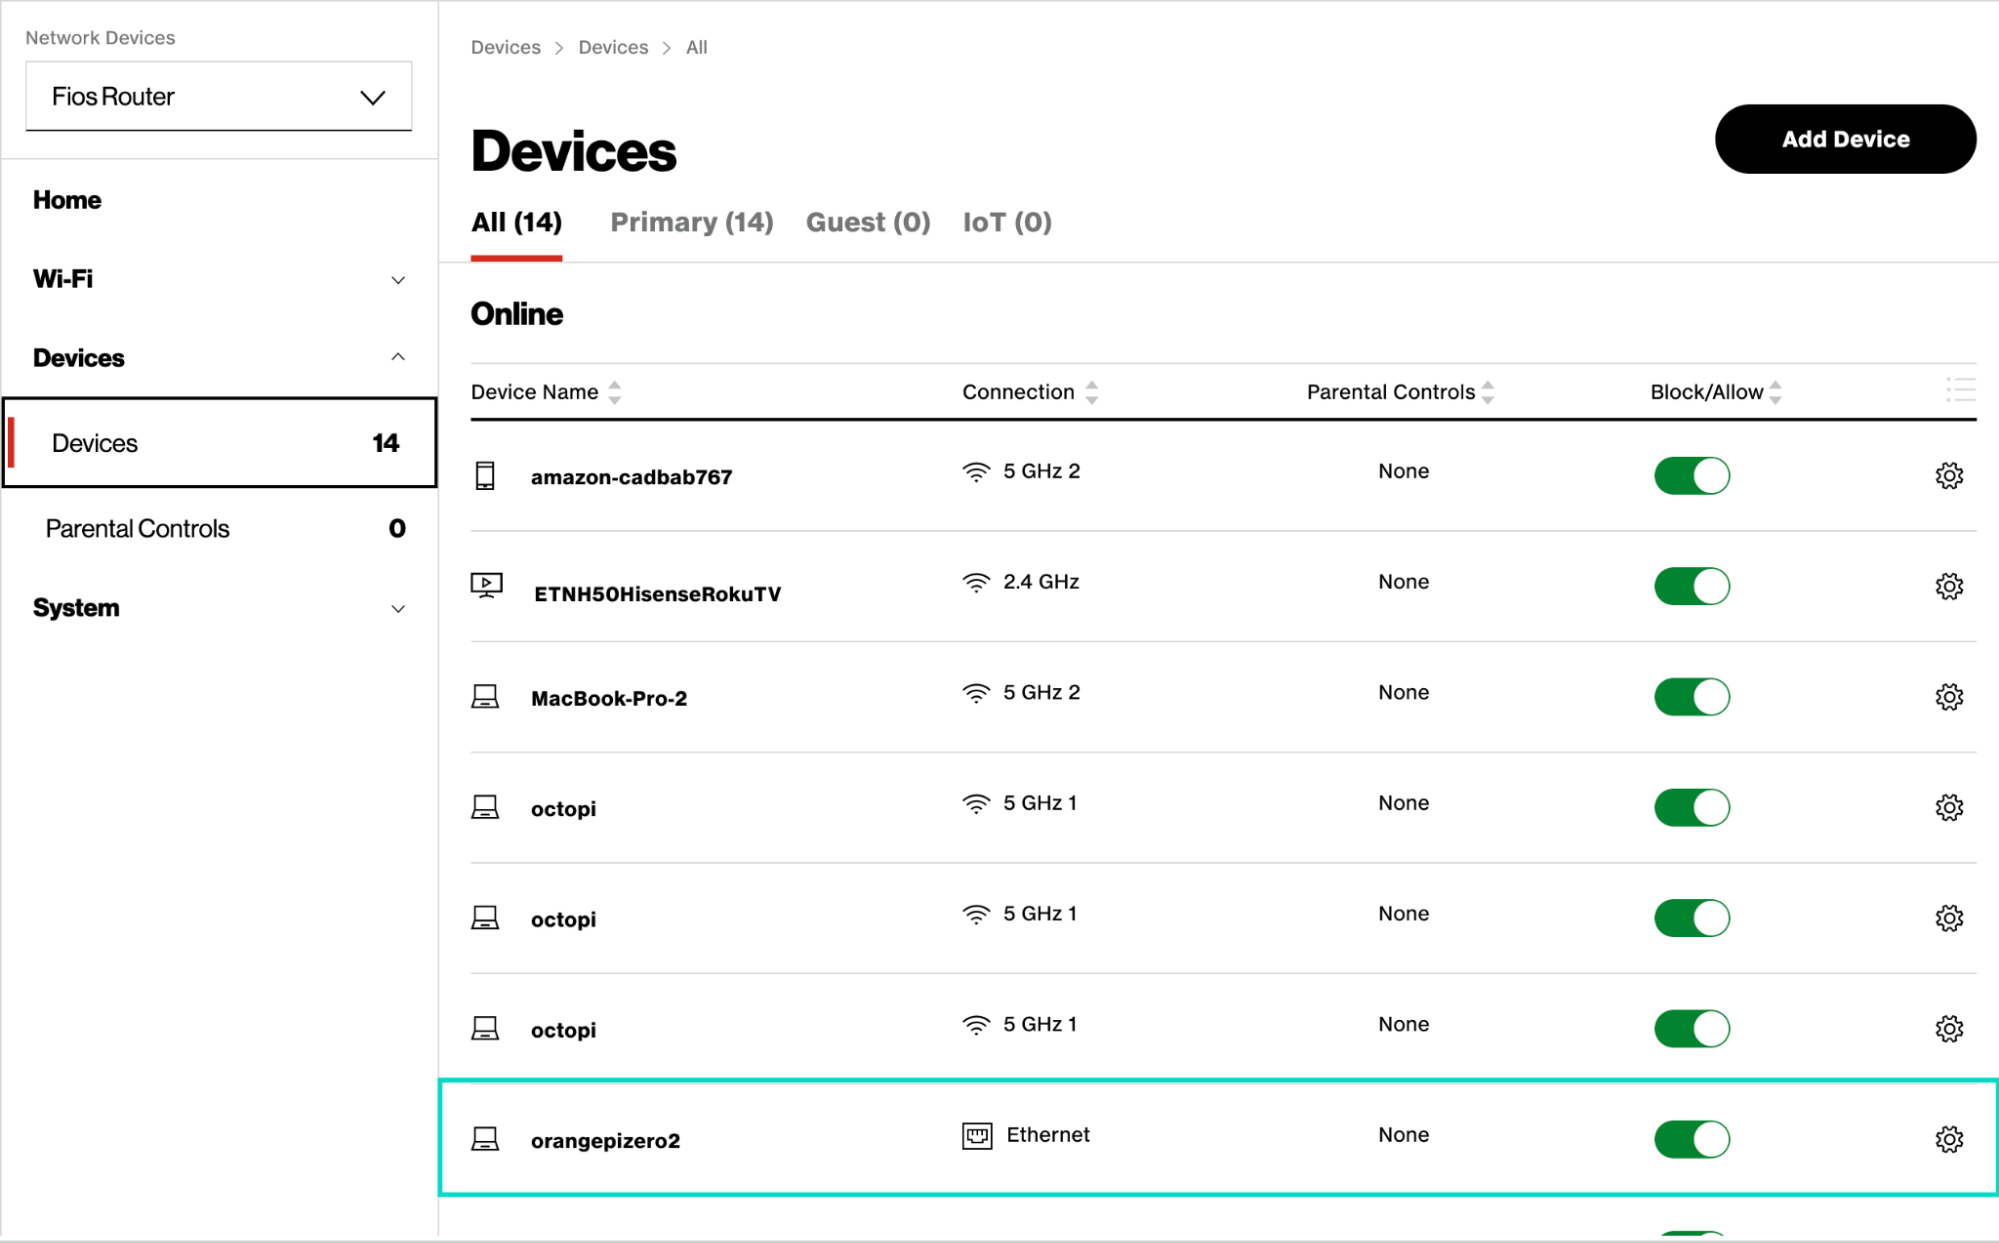 Network Devices
Fios Router
Home
Wi-Fi
Devices
Devices 14
Parental Controls 0
System
Devices > Devices > All
Devices
Add Device
All (14) Primary (14) Guest (0) IoT (0)
Online
Device Name Connection Parental Controls Block/Allow
amazon-cadbab767 5 GHz 2 None
ETNH50HisenseRokuTV 2.4 GHz None
MacBook-Pro-2 5 GHz 2 None
octopi 5 GHz 1 None
octopi 5 GHz 1 None
octopi 5 GHz 1 None
orangepizero2 Ethernet None